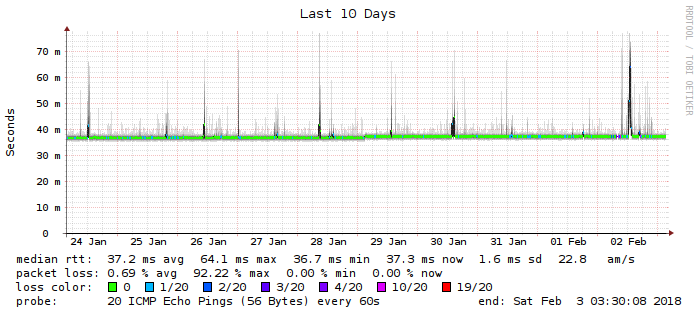 Last 10 Days
RRDTOOL / TOBI OETIKER
Seconds
70 m
60 m
50 m
40 m
30 m
20 m
10 m
0
24 Jan 25 Jan 26 Jan 27 Jan 28 Jan 29 Jan 30 Jan 31 Jan 01 Feb 02 Feb
median rtt: 37.2 ms avg 64.1 ms max 36.7 ms min 37.3 ms now 1.6 ms sd 22.8 am/s
packet loss: 0.69 % avg 92.22 % max 0.00 % min 0.00 % now
loss color: 0 1/20 2/20 3/20 4/20 10/20 19/20
probe: 20 ICMP Echo Pings (56 Bytes) every 60s end: Sat Feb 3 03:30:08 2018